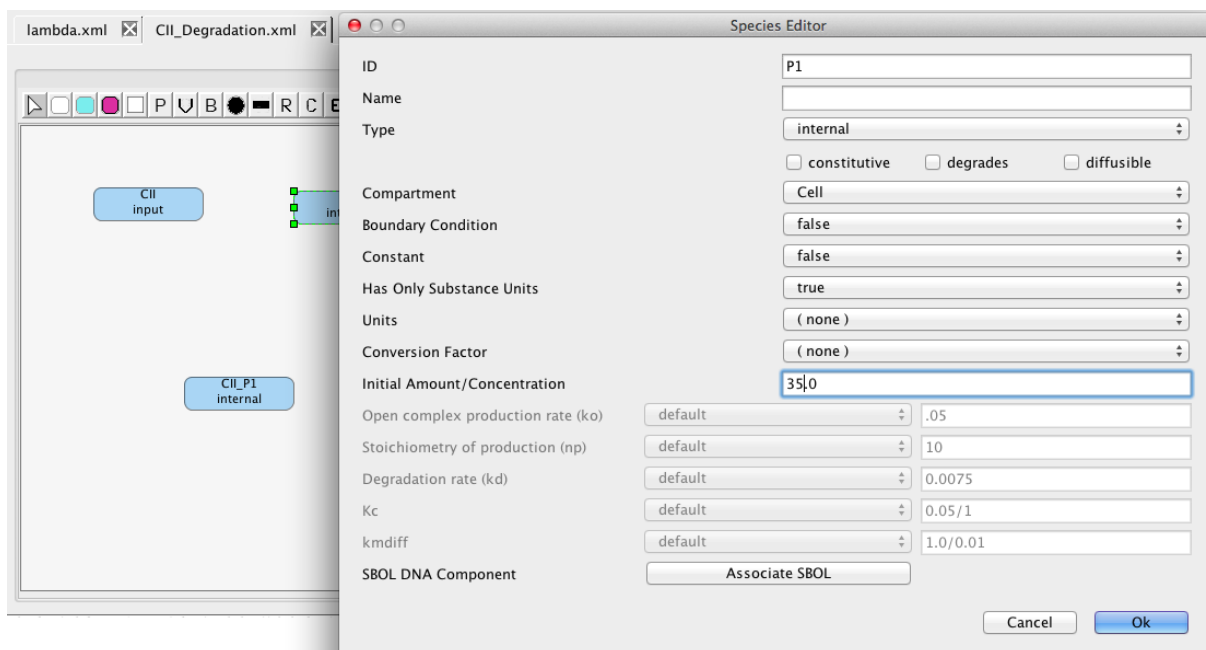 lambda.xml CII_Degradation.xml
Species Editor
ID P1
Name
Type internal
constitutive degrades diffusible
Compartment Cell
Boundary Condition false
Constant false
Has Only Substance Units true
Units ( none )
Conversion Factor ( none )
Initial Amount/Concentration 35.0
Open complex production rate (ko) default .05
Stoichiometry of production (np) default 10
Degradation rate (kd) default 0.0075
Kc default 0.05/1
kmdiff default 1.0/0.01
SBOL DNA Component Associate SBOL
Cancel Ok
P V B R C
CII
input
CII_P1
internal